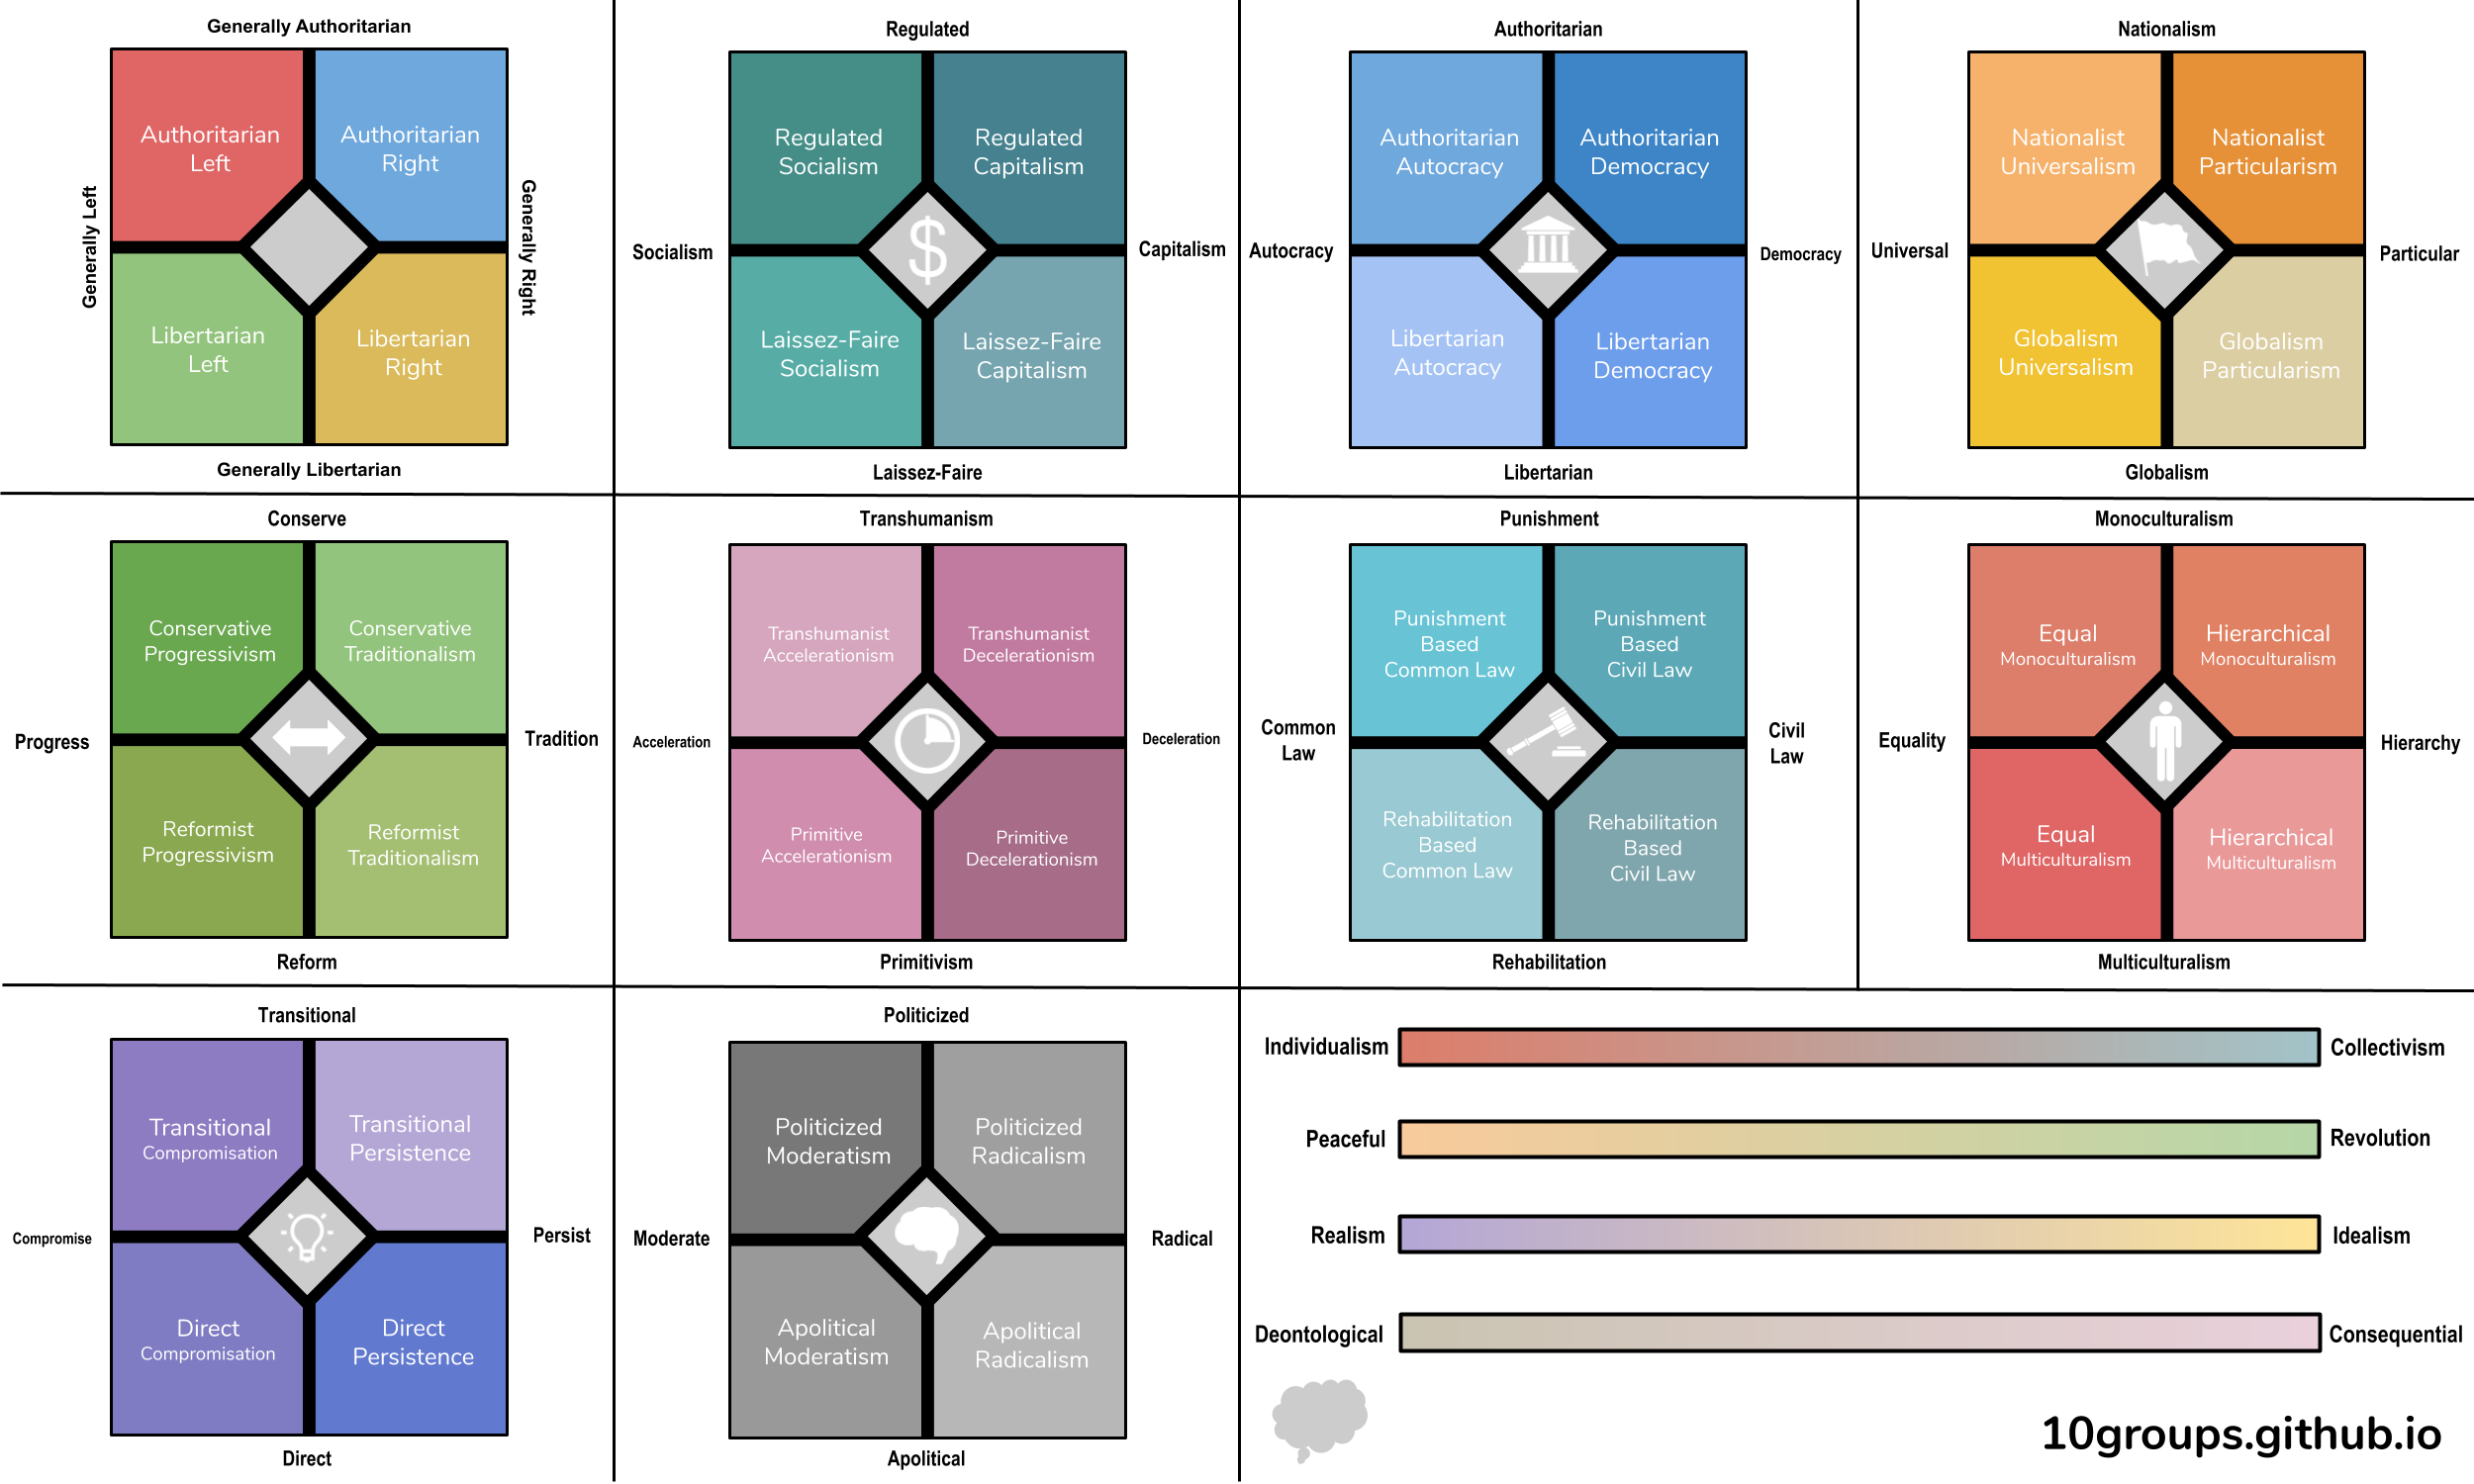 Generally Authoritarian
Generally Left
Authoritarian
Left
Authoritarian
Right
Libertarian
Left
Libertarian
Right
Generally Right
Generally Libertarian
Regulated
Socialism
Regulated
Socialism
Regulated
Capitalism
Laissez-Faire
Socialism
Laissez-Faire
Capitalism
Capitalism
Laissez-Faire
Authoritarian
Autocracy
Authoritarian
Autocracy
Authoritarian
Democracy
Libertarian
Autocracy
Libertarian
Democracy
Democracy
Libertarian
Nationalism
Universal
Nationalist
Universalism
Nationalist
Particularism
Globalism
Universalism
Globalism
Particularism
Particular
Globalism
Conserve
Progress
Conservative
Progressivism
Conservative
Traditionalism
Reformist
Progressivism
Reformist
Traditionalism
Tradition
Reform
Transhumanism
Acceleration
Transhumanist
Accelerationism
Transhumanist
Decelerationism
Primitive
Accelerationism
Primitive
Decelerationism
Deceleration
Primitivism
Punishment
Common
Law
Punishment
Based
Common Law
Punishment
Based
Civil Law
Rehabilitation
Based
Common Law
Rehabilitation
Based
Civil Law
Civil
Law
Rehabilitation
Monoculturalism
Equality
Equal
Monoculturalism
Hierarchical
Monoculturalism
Equal
Multiculturalism
Hierarchical
Multiculturalism
Hierarchy
Multiculturalism
Transitional
Compromise
Transitional
Compromisation
Transitional
Persistence
Direct
Compromisation
Direct
Persistence
Persist
Direct
Politicized
Moderate
Politicized
Moderatism
Politicized
Radicalism
Apolitical
Moderatism
Apolitical
Radicalism
Radical
Apolitical
Individualism
Collectivism
Peaceful
Revolution
Realism
Idealism
Deontological
Consequential
10groups.github.io